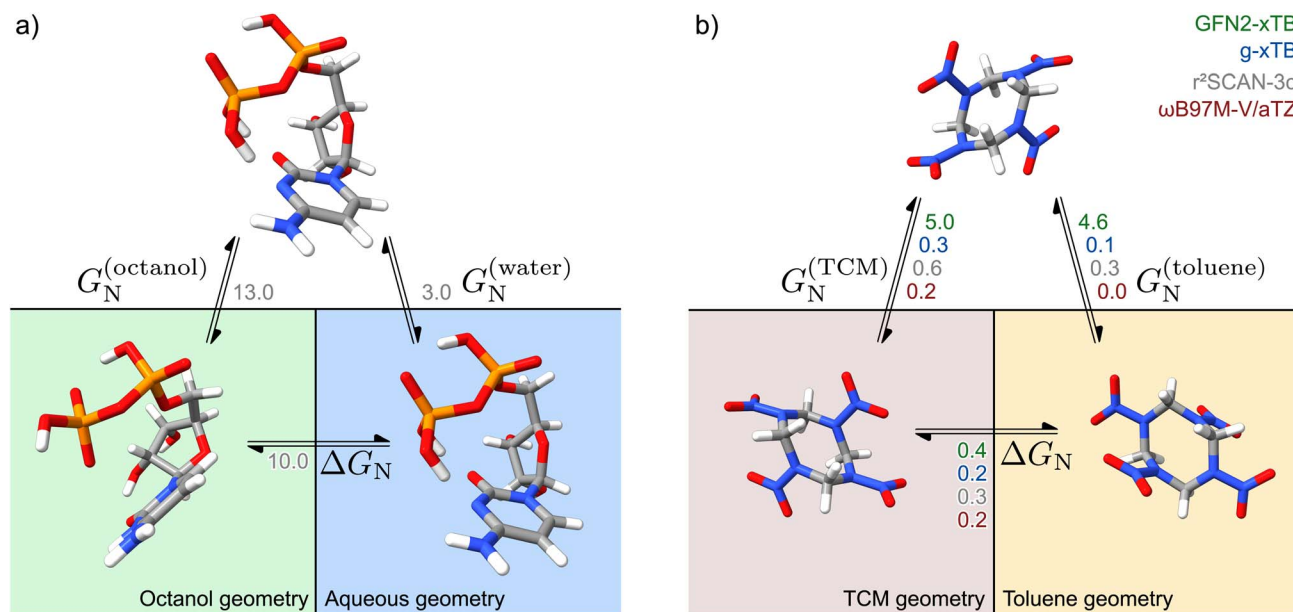 a)
G_N^(octanol)
13.0
3.0
G_N^(water)
10.0
ΔG_N
Octanol geometry
Aqueous geometry
b)
GFN2-xTB
g-xTB
r²SCAN-3c
ωB97M-V/aTZ
G_N^(TCM)
5.0
0.3
0.6
0.2
4.6
0.1
0.3
0.0
G_N^(toluene)
0.4
0.2
0.3
0.2
ΔG_N
TCM geometry
Toluene geometry